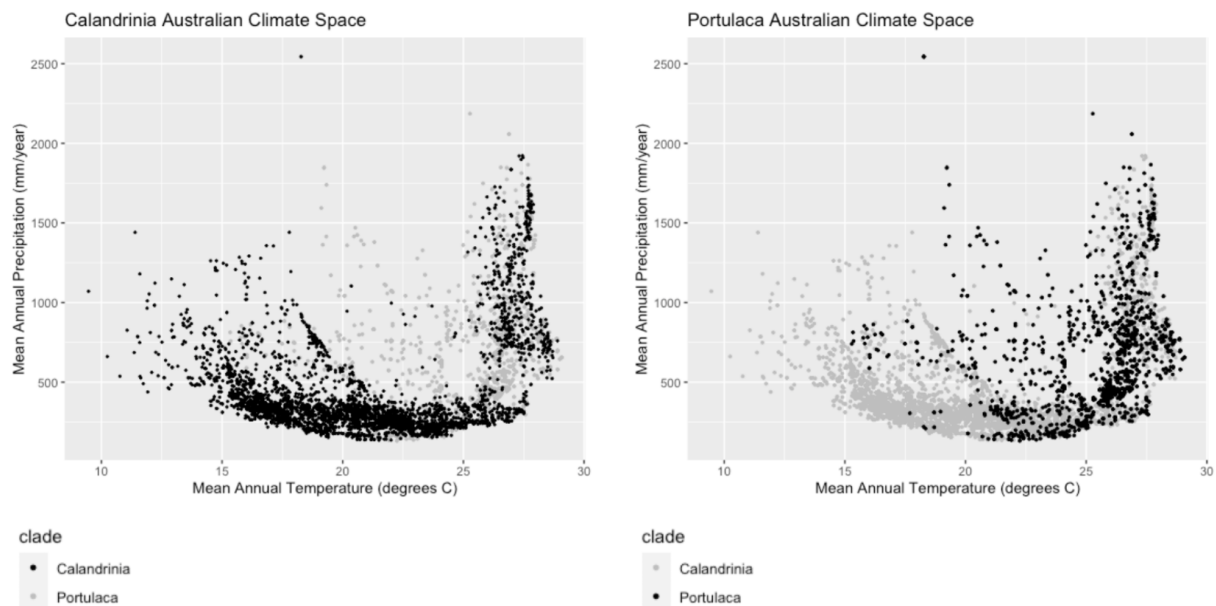 Calandrinia Australian Climate Space
2500
2000
1500
1000
500
Mean Annual Precipitation (mm/year)
10 15 20 25 30
Mean Annual Temperature (degrees C)
clade
Calandrinia
Portulaca
Portulaca Australian Climate Space
2500
2000
1500
1000
500
Mean Annual Precipitation (mm/year)
10 15 20 25 30
Mean Annual Temperature (degrees C)
clade
Calandrinia
Portulaca